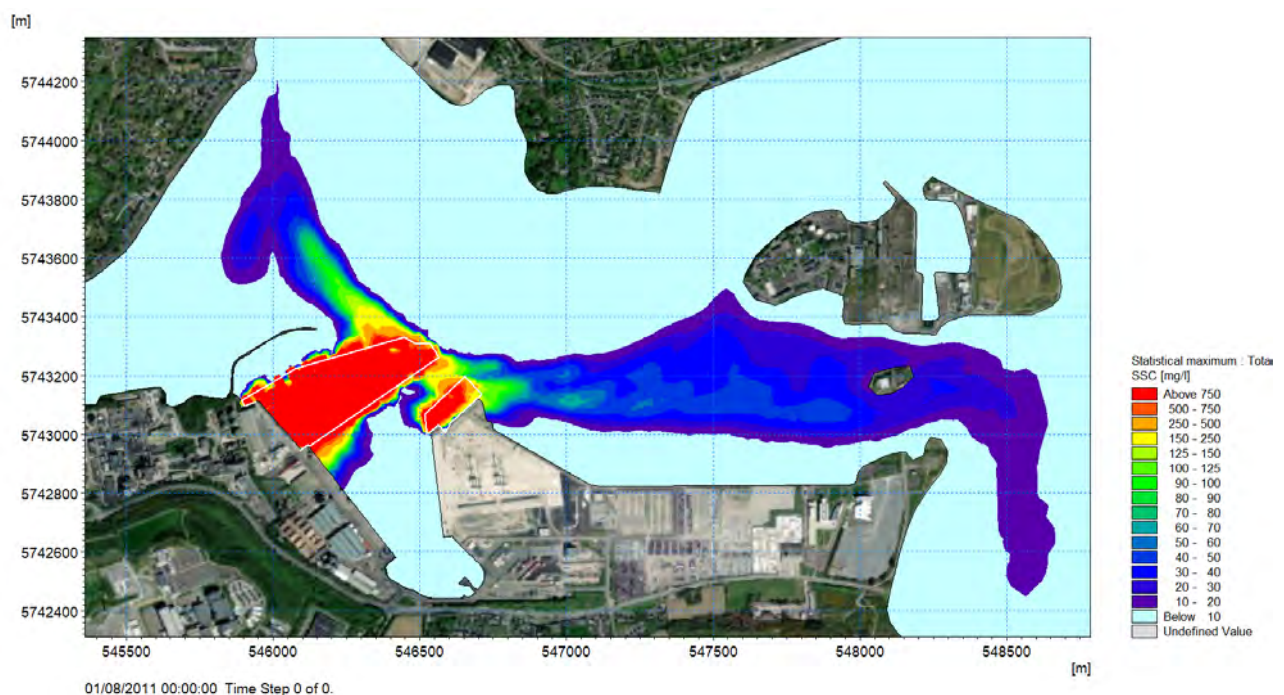 [m]
5744200
5744000
5743800
5743600
5743400
5743200
5743000
5742800
5742600
5742400
545500 546000 546500 547000 547500 548000 548500
[m]
01/08/2011 00:00:00 Time Step 0 of 0.
Statistical maximum : Total
SSC [mg/l]
Above 750
500 - 750
250 - 500
150 - 250
125 - 150
100 - 125
90 - 100
80 - 90
70 - 80
60 - 70
50 - 60
40 - 50
30 - 40
20 - 30
10 - 20
Below 10
Undefined Value